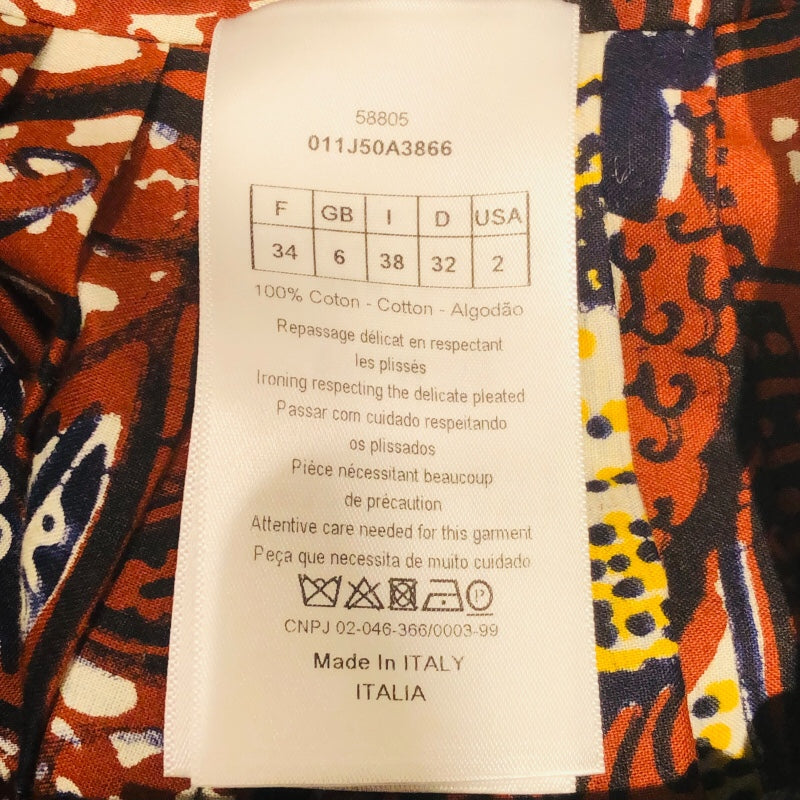 58805
011J50A3866
F GB I D USA
34 6 38 32 2
100% Coton - Cotton - Algodão
Repassage délicat en respectant
les plissés
Ironing respecting the delicate pleated
Passar com cuidado respeitando
os plissados
Pièce nécessitant beaucoup
de précaution
Attentive care needed for this garment
Peça que necessita de muito cuidado
P
CNPJ 02-046-366/0003-99
Made In ITALY
ITALIA